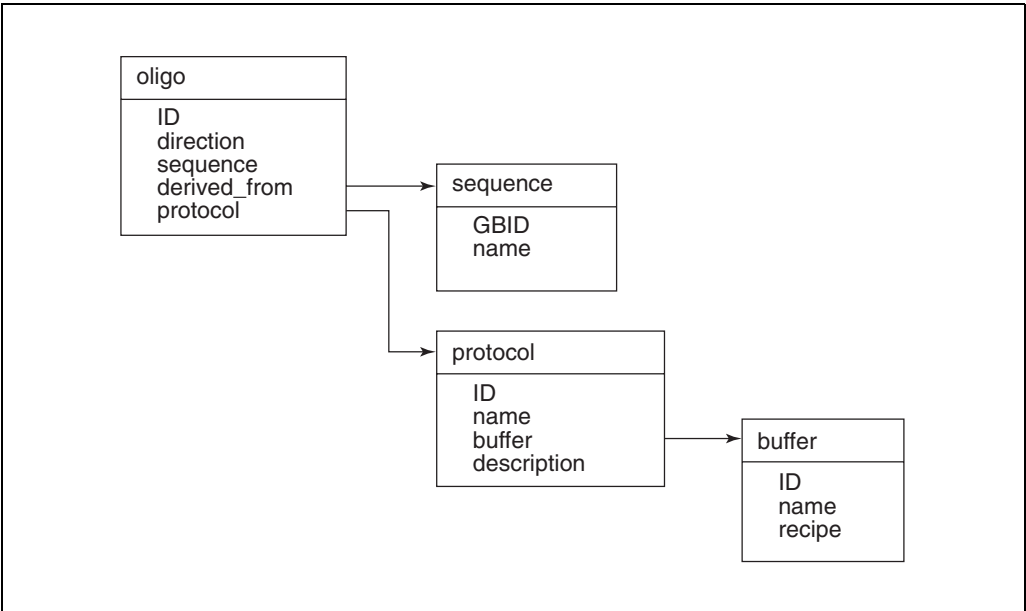 oligo
ID
direction
sequence
derived_from
protocol
sequence
GBID
name
protocol
ID
name
buffer
description
buffer
ID
name
recipe